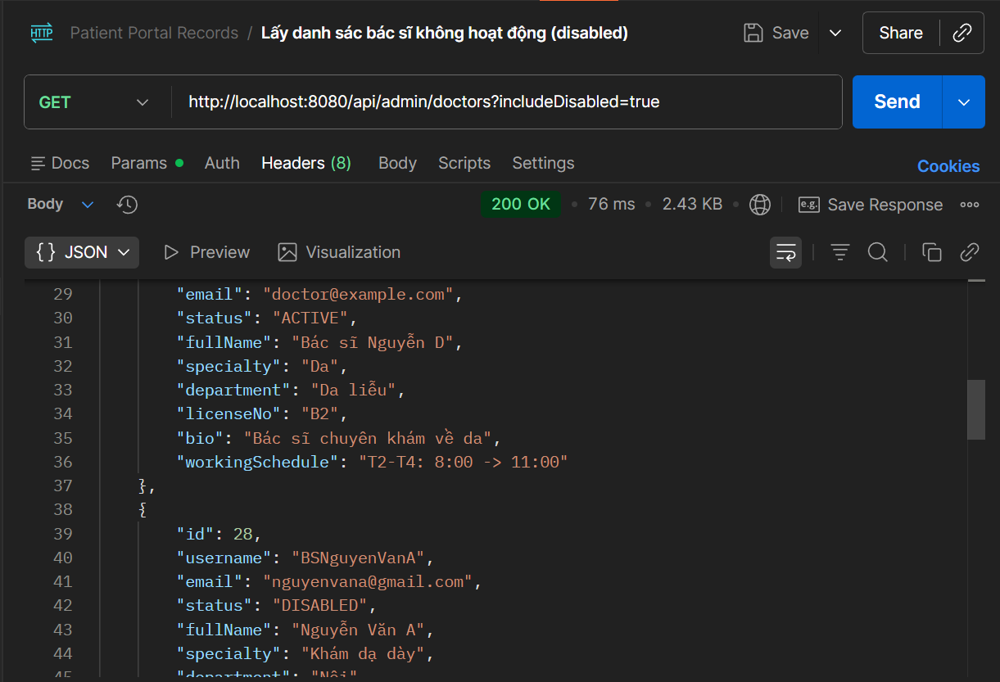 HTTP Patient Portal Records / Lấy danh sác bác sĩ không hoạt động (disabled) Save Share
GET http://localhost:8080/api/admin/doctors?includeDisabled=true Send
Docs Params Auth Headers (8) Body Scripts Settings Cookies
Body 200 OK 76 ms 2.43 KB e.g. Save Response
{} JSON Preview Visualization
29 "email": "doctor@example.com",
30 "status": "ACTIVE",
31 "fullName": "Bác sĩ Nguyễn D",
32 "specialty": "Da",
33 "department": "Da liễu",
34 "licenseNo": "B2",
35 "bio": "Bác sĩ chuyên khám về da",
36 "workingSchedule": "T2-T4: 8:00 -> 11:00"
37 },
38 {
39 "id": 28,
40 "username": "BSNguyenVanA",
41 "email": "nguyenvana@gmail.com",
42 "status": "DISABLED",
43 "fullName": "Nguyễn Văn A",
44 "specialty": "Khám dạ dày",
45 "department": "Nội"